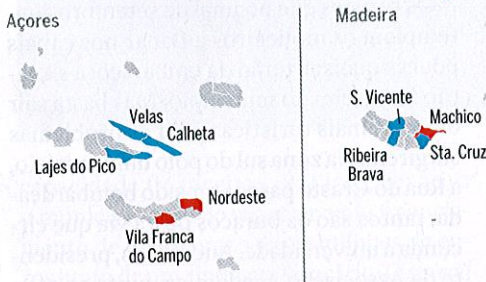 Açores
Velas
Calheta
Lajes do Pico
Nordeste
Vila Franca
do Campo
Madeira
S. Vicente
Machico
Ribeira
Brava
Sta. Cruz